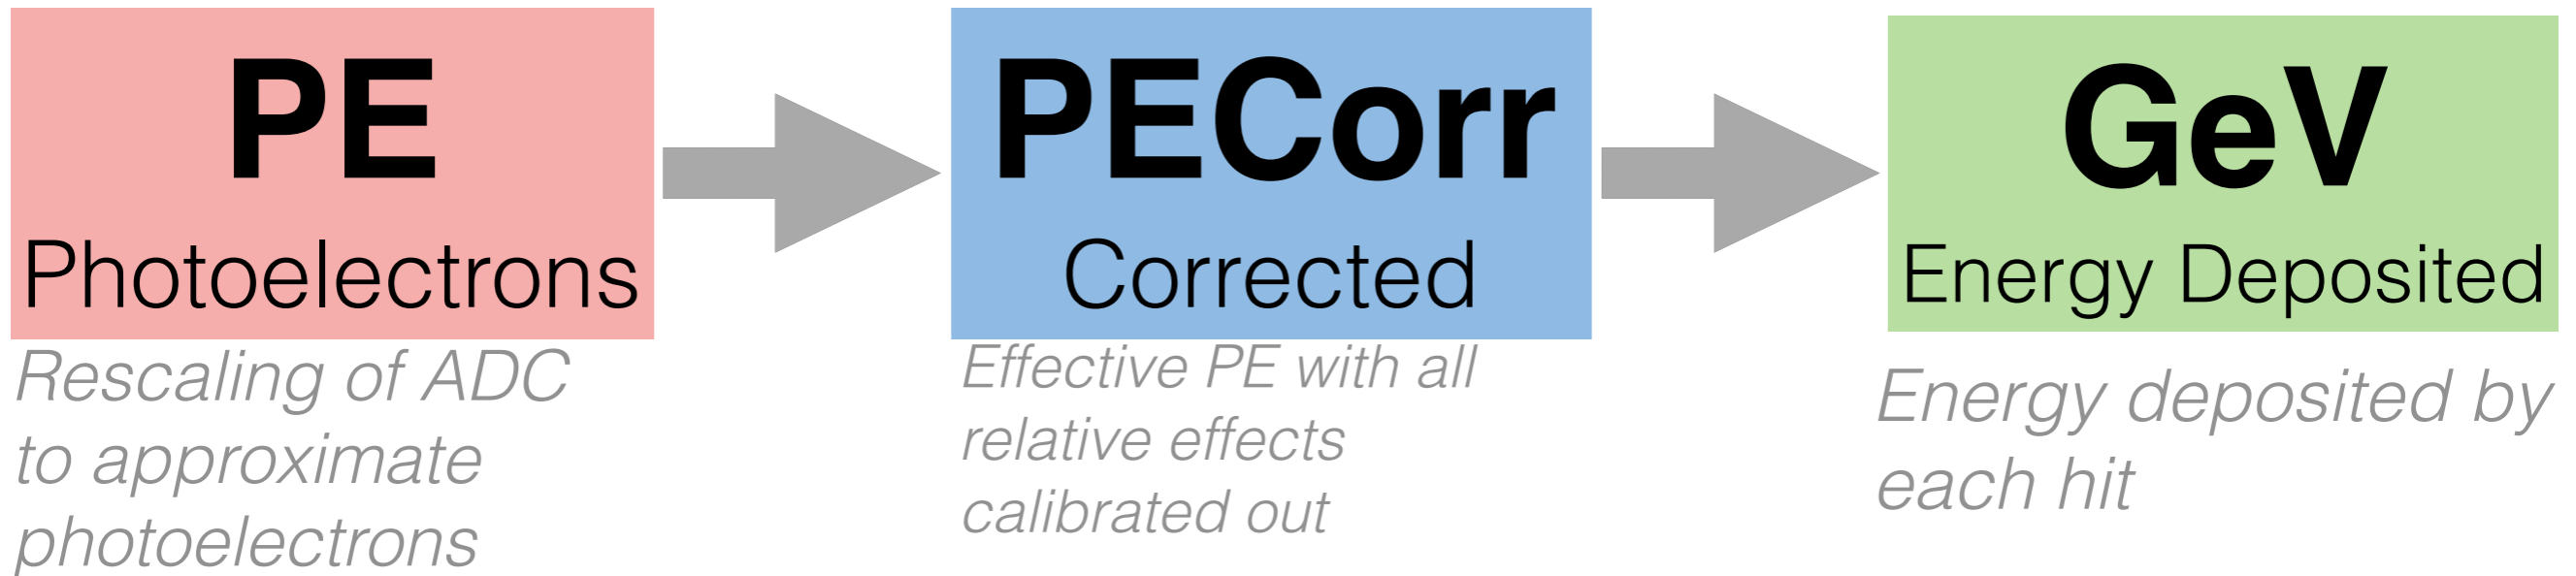 PE
Photoelectrons
Rescaling of ADC
to approximate
photoelectrons
PECorr
Corrected
Effective PE with all
relative effects
calibrated out
GeV
Energy Deposited
Energy deposited by
each hit